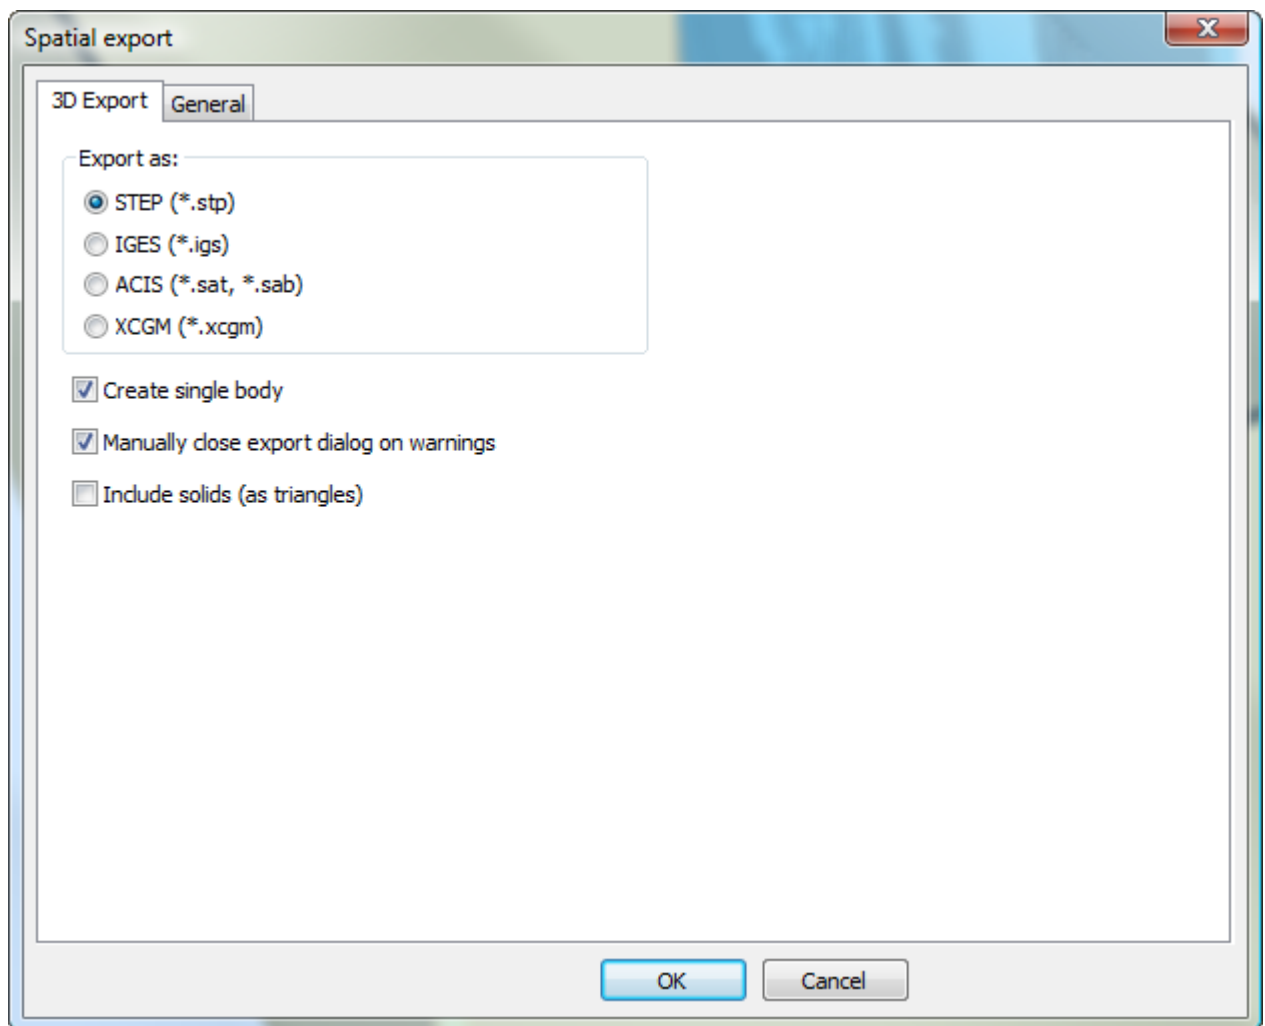 Spatial export
3D Export General
Export as:
STEP (*.stp)
IGES (*.igs)
ACIS (*.sat, *.sab)
XCGM (*.xcgm)
Create single body
Manually close export dialog on warnings
Include solids (as triangles)
OK Cancel